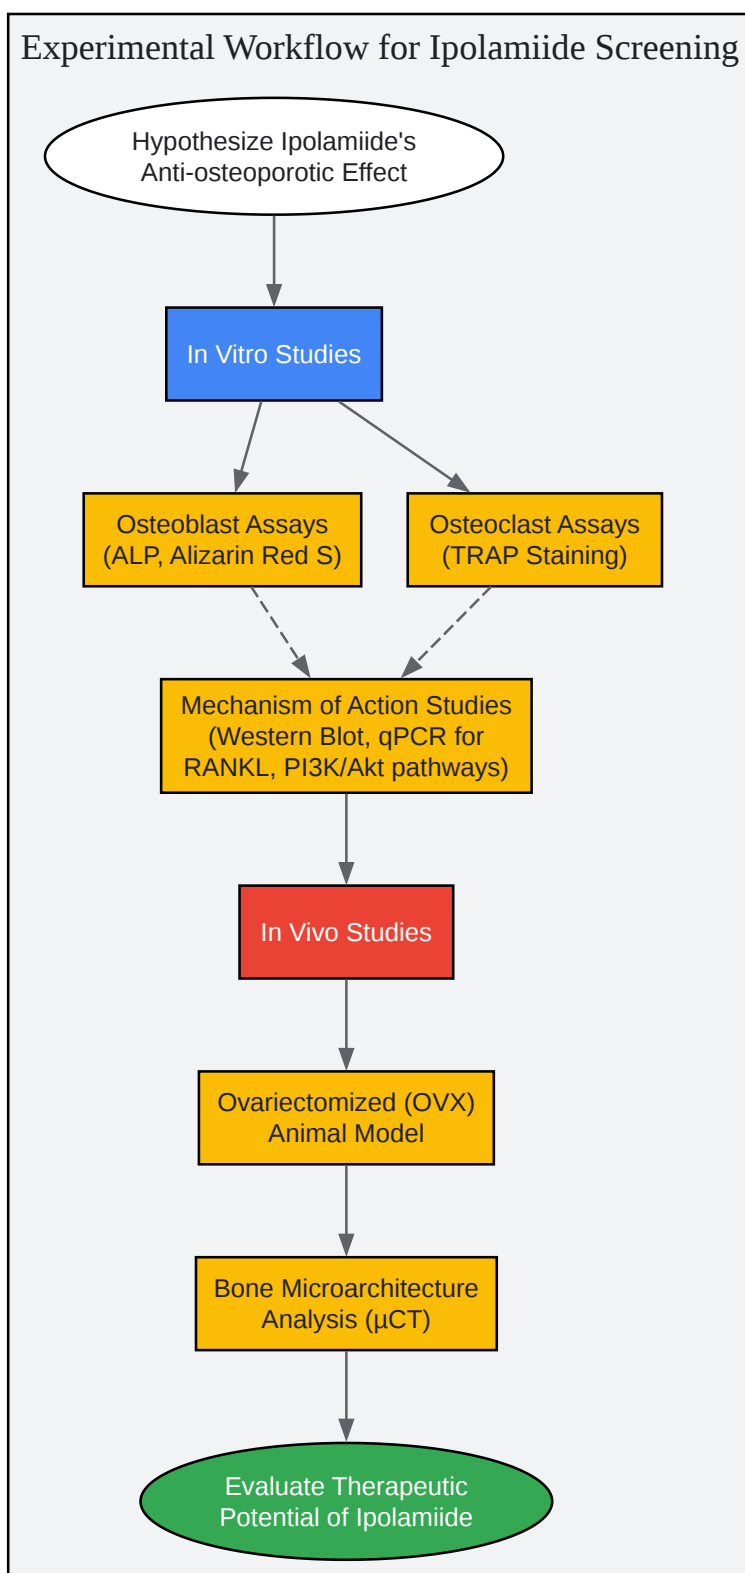 Experimental Workflow for Ipolamiide Screening
Hypothesize Ipolamiide's
Anti-osteoporotic Effect
In Vitro Studies
Osteoblast Assays
(ALP, Alizarin Red S)
Osteoclast Assays
(TRAP Staining)
Mechanism of Action Studies
(Western Blot, qPCR for
RANKL, PI3K/Akt pathways)
In Vivo Studies
Ovariectomized (OVX)
Animal Model
Bone Microarchitecture
Analysis (µCT)
Evaluate Therapeutic
Potential of Ipolamiide